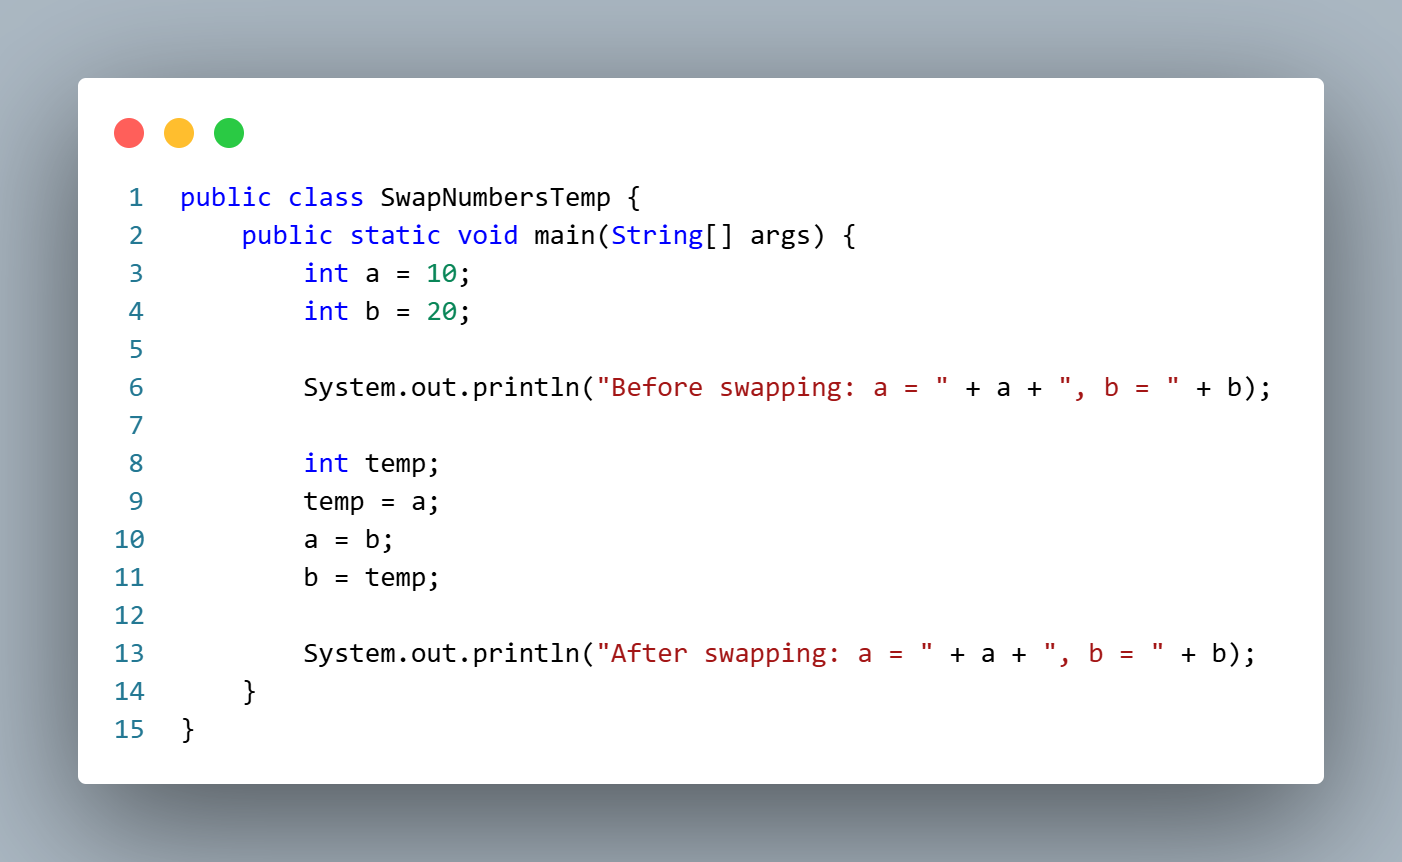 1 public class SwapNumbersTemp {
2     public static void main(String[] args) {
3         int a = 10;
4         int b = 20;
5
6         System.out.println("Before swapping: a = " + a + ", b = " + b);
7
8         int temp;
9         temp = a;
10         a = b;
11         b = temp;
12
13         System.out.println("After swapping: a = " + a + ", b = " + b);
14     }
15 }